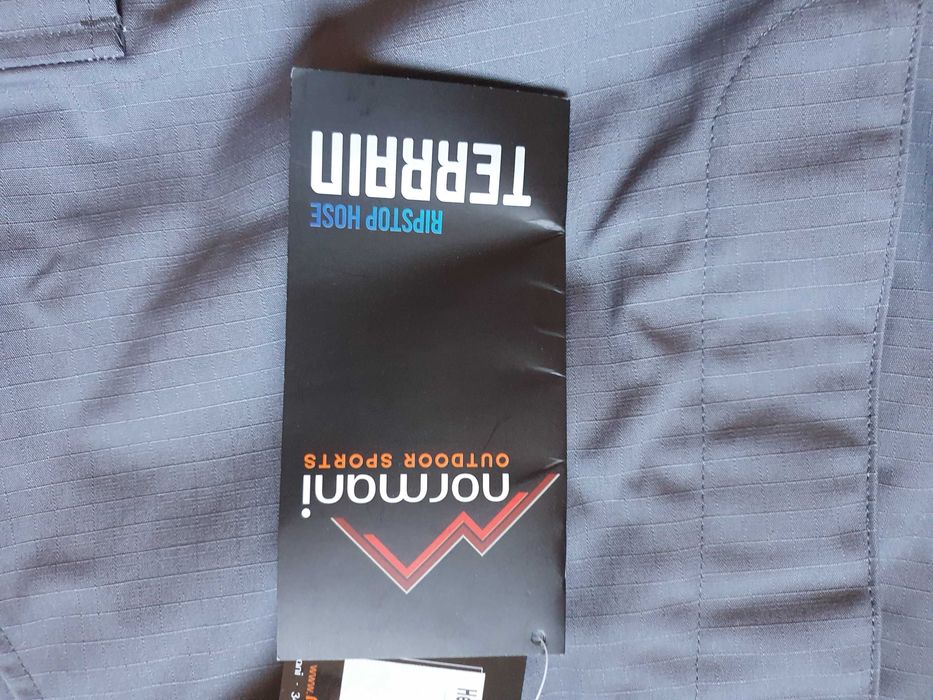 normani
OUTDOOR SPORTS
RIPSTOP HOSE
TERRAIN